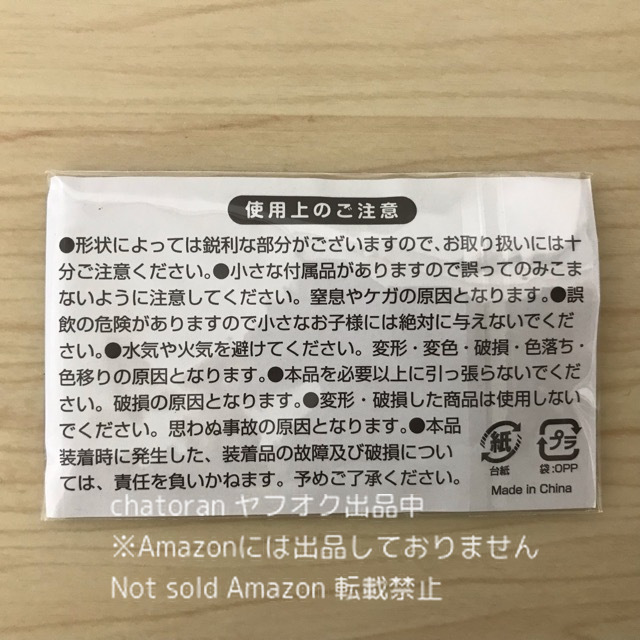 使用上のご注意
●形状によっては鋭利な部分がございますので、お取り扱いには十
分ご注意ください。●小さな付属品がありますので誤ってのみこま
ないように注意してください。窒息やケガの原因となります。●誤
飲の危険がありますので小さなお子様には絶対に与えないでくだ
さい。●水気や火気を避けてください。変形・変色・破損・色落ち・
色移りの原因となります。●本品を必要以上に引っ張らないでくだ
さい。破損の原因となります。●変形・破損した商品は使用しない
でください。思わぬ事故の原因となります。●本品
装着時に発生した、装着品の故障及び破損につい
ては、責任を負いかねます。予めご了承ください。
紙
台紙
プラ
袋:OPP
Made in China
chatoran ヤフオク出品中
※Amazonには出品しておりません
Not sold Amazon 転載禁止